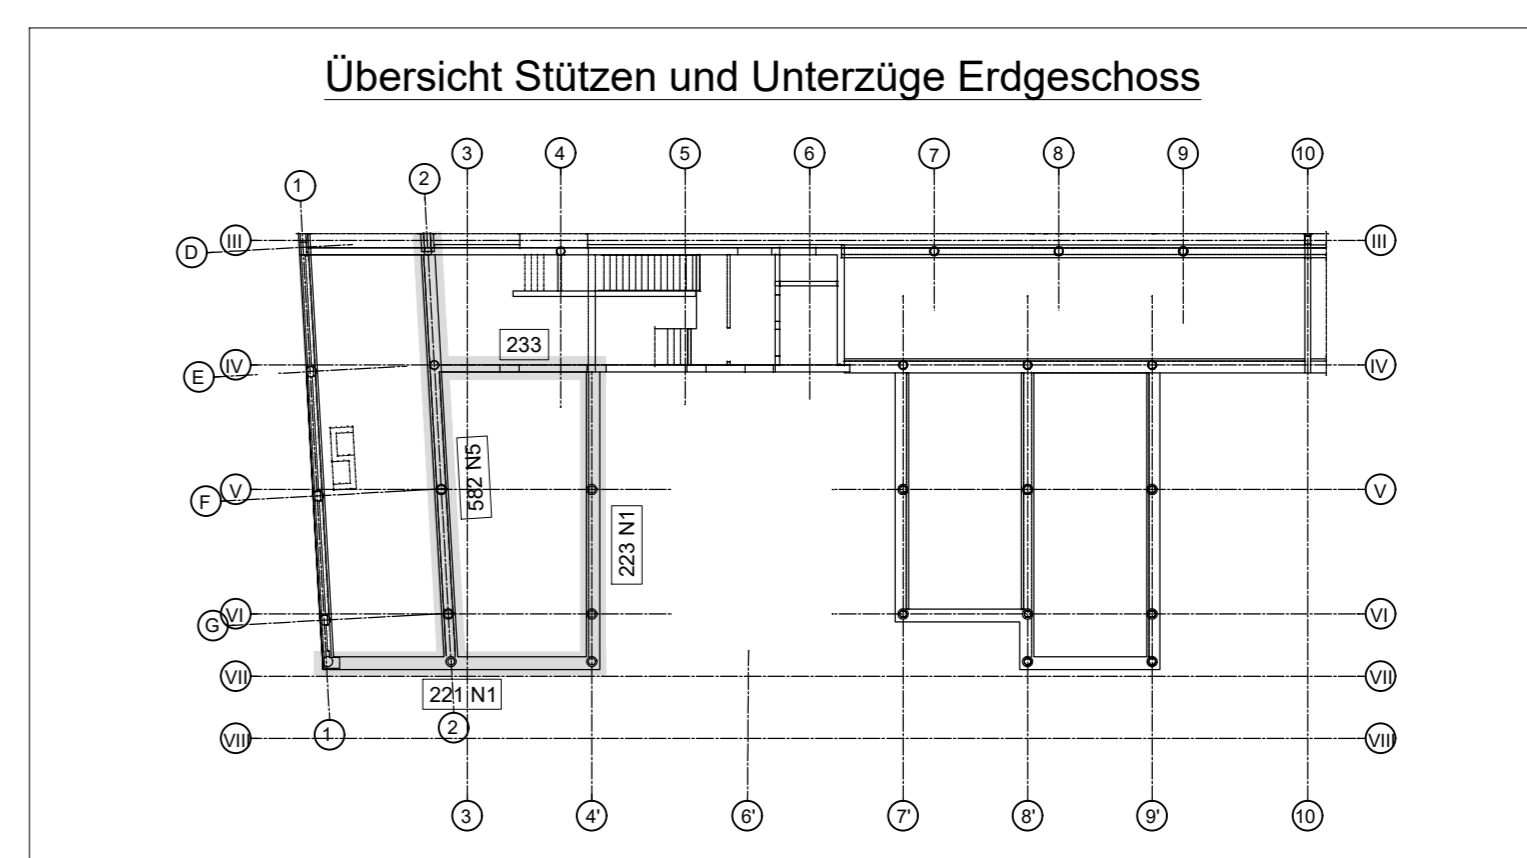 Übersicht Stützen und Unterzüge Erdgeschoss
3 4 5 6 7 8 9 10
1 2
III III
D
233
IV IV
E
582 N5
V V
F
223 N1
VI VI
G
VII VII
221 N1
1 2
VIII VIII
3 4' 6' 7' 8' 9' 10